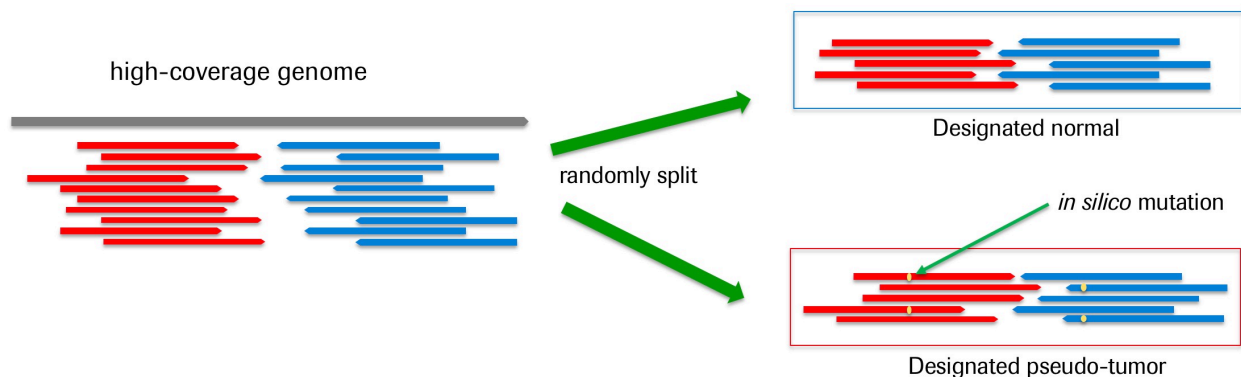 high-coverage genome
randomly split
Designated normal
in silico mutation
Designated pseudo-tumor